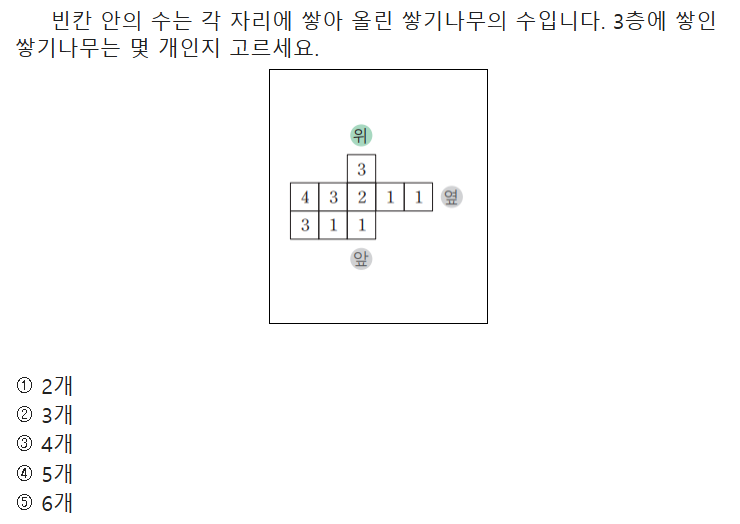 빈칸 안의 수는 각 자리에 쌓아 올린 쌓기나무의 수입니다. 3층에 쌓인
쌓기나무는 몇 개인지 고르세요.
위
3
4 3 2 1 1 옆
3 1 1
앞
① 2개
② 3개
③ 4개
④ 5개
⑤ 6개